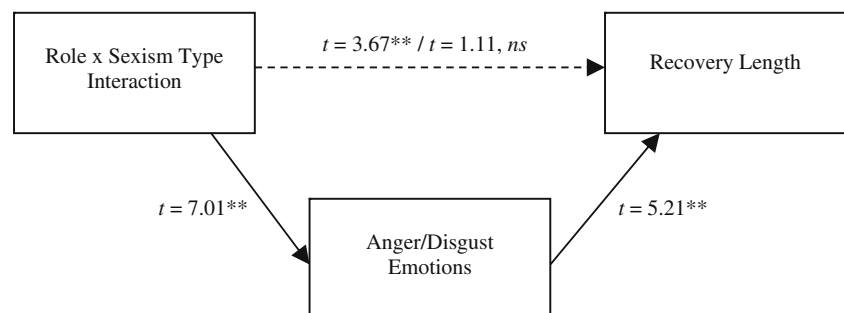 Role x Sexism Type
Interaction
t = 3.67** / t = 1.11, ns
Recovery Length
t = 7.01**
t = 5.21**
Anger/Disgust
Emotions